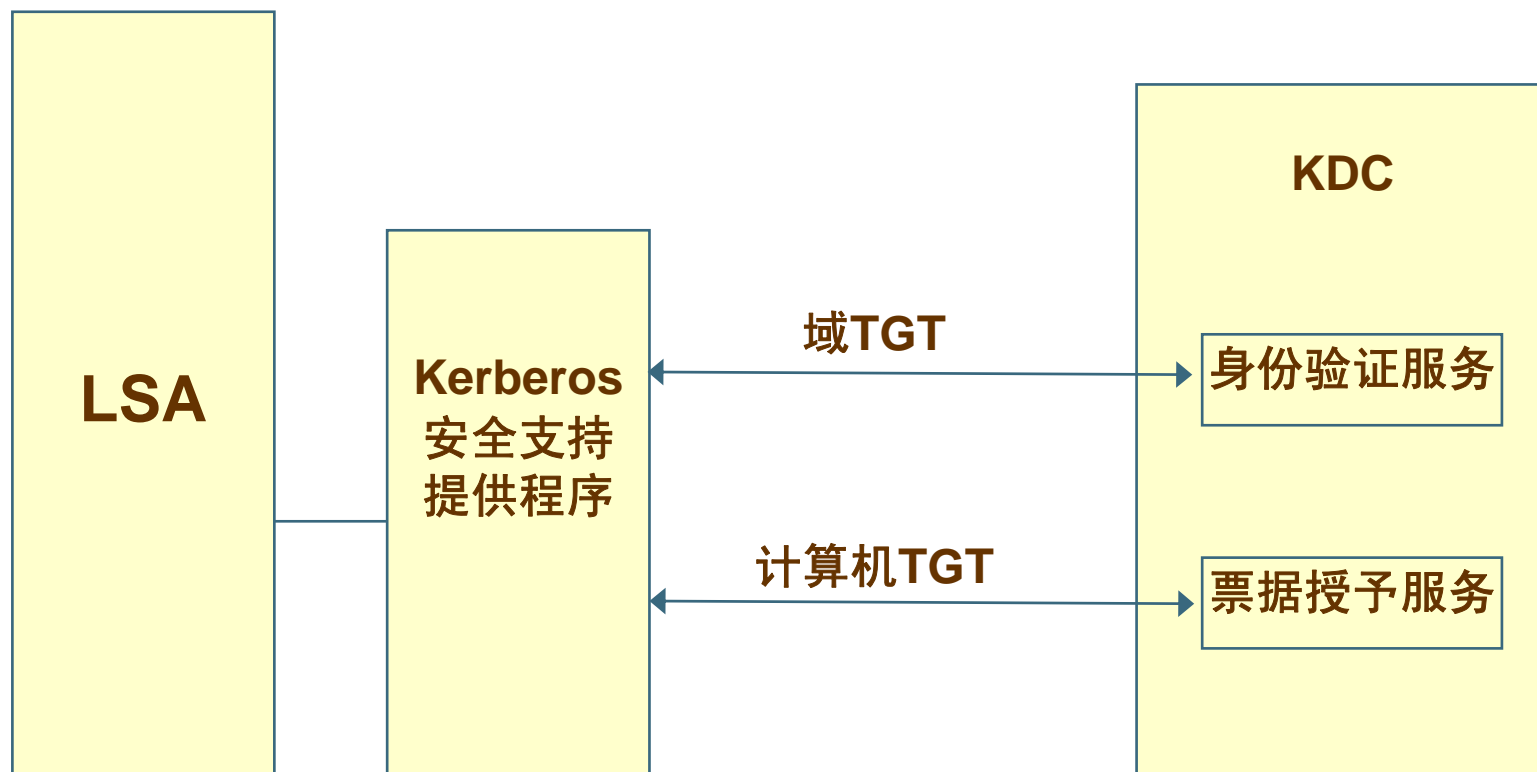 LSA
Kerberos
安全支持
提供程序
域TGT
计算机TGT
KDC
身份验证服务
票据授予服务